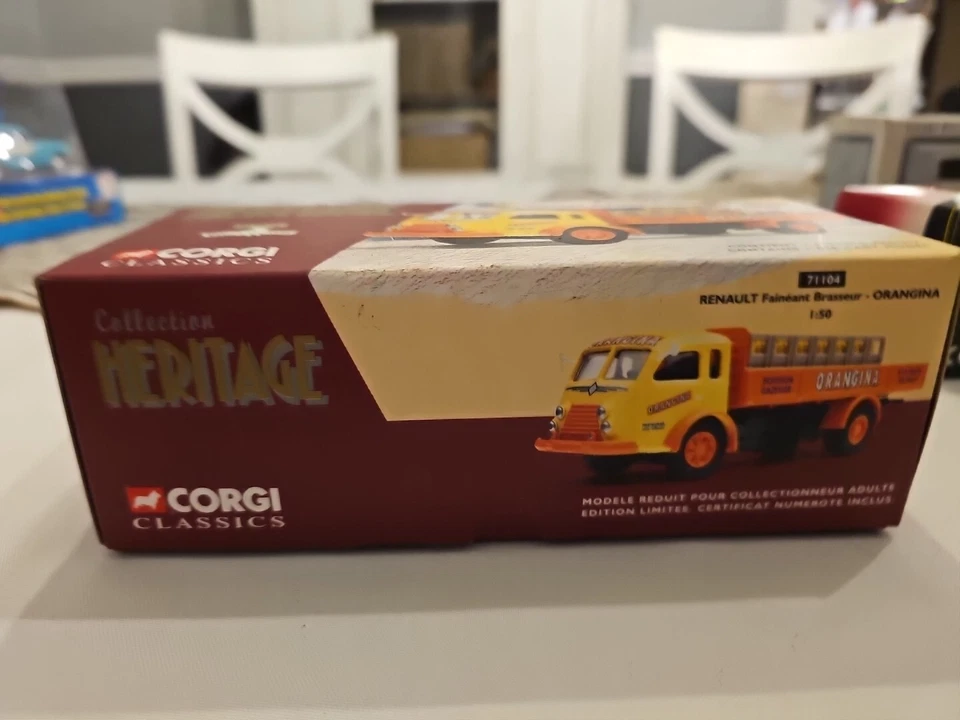 CORGI
CLASSICS
71104
RENAULT Fainéant Brasseur - ORANGINA
1:50
Collection
HERITAGE
ORANGINA
ORANGINA
CORGI
CLASSICS
MODELE REDUIT POUR COLLECTIONNEUR ADULTE
EDITION LIMITEE. CERTIFICAT NUMEROTE INCLUS.